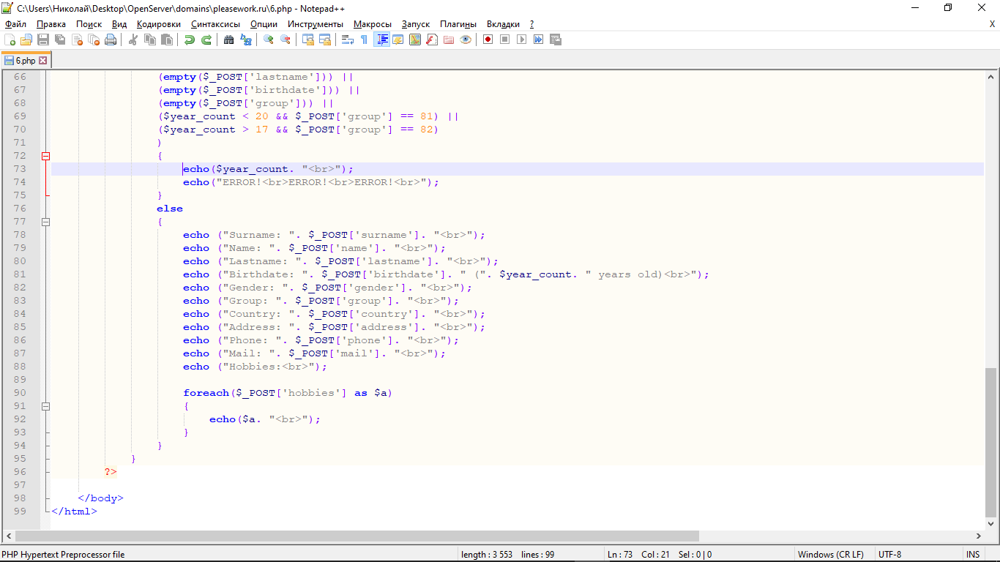 C:\Users\Николай\Desktop\OpenServer\domains\pleasework.ru\6.php - Notepad++
Файл Правка Поиск Вид Кодировки Синтаксисы Опции Инструменты Макросы Запуск Плагины Вкладки ? X
6.php
66 (empty($_POST['lastname'])) ||
67 (empty($_POST['birthdate'])) ||
68 (empty($_POST['group'])) ||
69 ($year_count < 20 && $_POST['group'] == 81) ||
70 ($year_count > 17 && $_POST['group'] == 82)
71 )
72 {
73 echo($year_count. "<br>");
74 echo("ERROR!<br>ERROR!<br>ERROR!<br>");
75 }
76 else
77 {
78 echo ("Surname: ". $_POST['surname']. "<br>");
79 echo ("Name: ". $_POST['name']. "<br>");
80 echo ("Lastname: ". $_POST['lastname']. "<br>");
81 echo ("Birthdate: ". $_POST['birthdate']. " (". $year_count. " years old)<br>");
82 echo ("Gender: ". $_POST['gender']. "<br>");
83 echo ("Group: ". $_POST['group']. "<br>");
84 echo ("Country: ". $_POST['country']. "<br>");
85 echo ("Address: ". $_POST['address']. "<br>");
86 echo ("Phone: ". $_POST['phone']. "<br>");
87 echo ("Mail: ". $_POST['mail']. "<br>");
88 echo ("Hobbies:<br>");
89
90 foreach($_POST['hobbies'] as $a)
91 {
92 echo($a. "<br>");
93 }
94 }
95 }
96 ?>
97
98 </body>
99 </html>
PHP Hypertext Preprocessor file length : 3 553 lines : 99 Ln : 73 Col : 21 Sel : 0 | 0 Windows (CR LF) UTF-8 INS